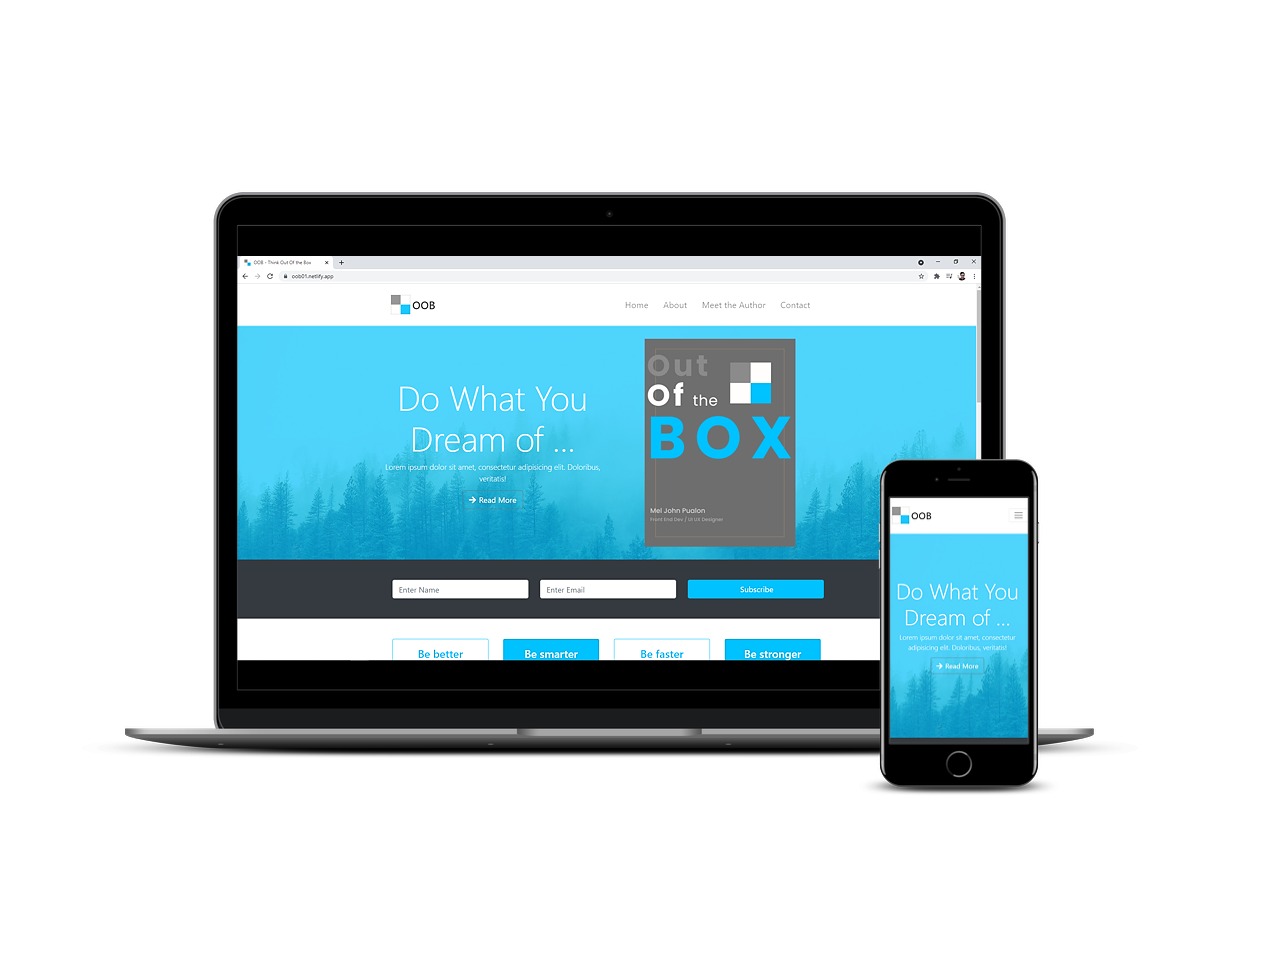 OOB - Think Out Of the Box
oob01.netlify.app
OOB
Home About Meet the Author Contact
Do What You
Dream of ...
Lorem ipsum dolor sit amet, consectetur adipisicing elit. Doloribus,
veritatis!
Read More
Out
Of the
BOX
Mel John Pualon
Front End Dev / UI UX Designer
Enter Name
Enter Email
Subscribe
Be better
Be smarter
Be faster
Be stronger
OOB
Do What You
Dream of ...
Lorem ipsum dolor sit amet, consectetur
adipisicing elit. Doloribus, veritatis!
Read More